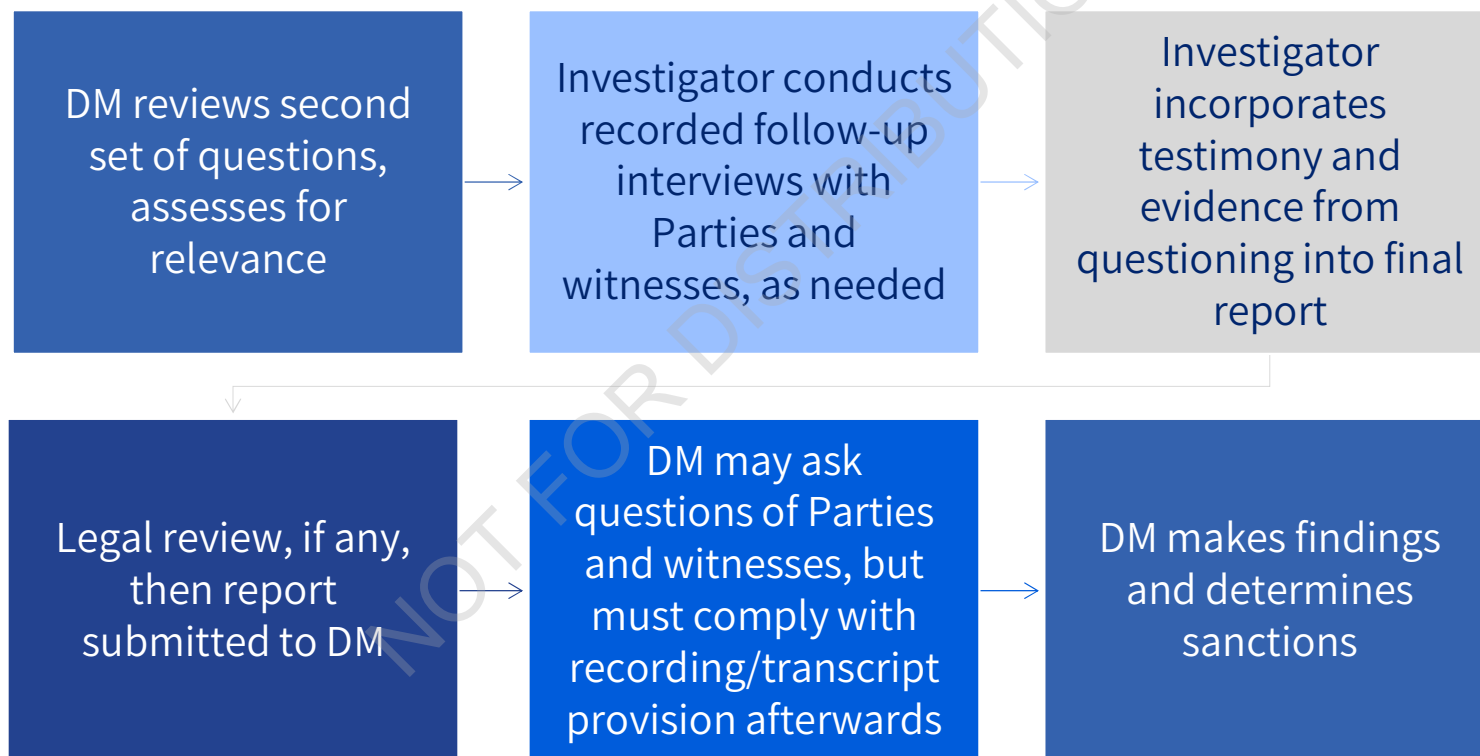 DM reviews second
set of questions,
assesses for
relevance
Investigator conducts
recorded follow-up
interviews with
Parties and
witnesses, as needed
Investigator
incorporates
testimony and
evidence from
questioning into final
report
Legal review, if any,
then report
submitted to DM
DM may ask
questions of Parties
and witnesses, but
must comply with
recording/transcript
provision afterwards
DM makes findings
and determines
sanctions
NOT FOR DISTRIBUTIO